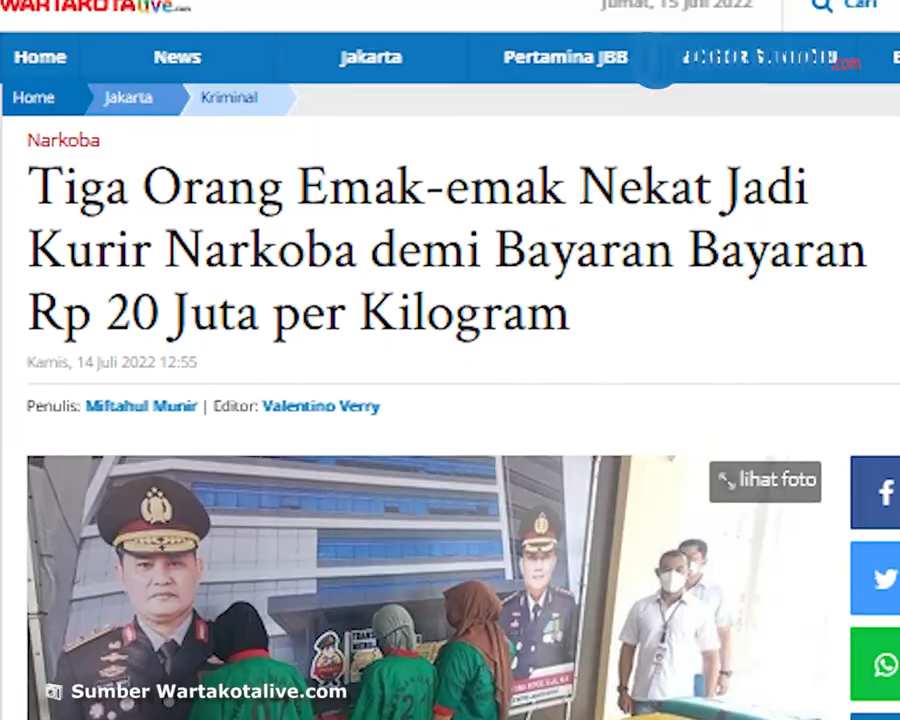 WARTAKOTAlive.com
Jumat, 15 Juli 2022
Cari
Home News Jakarta Pertamina JBB
.com
Home Jakarta Kriminal
Narkoba
Tiga Orang Emak-emak Nekat Jadi
Kurir Narkoba demi Bayaran Bayaran
Rp 20 Juta per Kilogram
Kamis, 14 Juli 2022 12:55
Penulis: Miftahul Munir | Editor: Valentino Verry
lihat foto
Sumber Wartakotalive.com